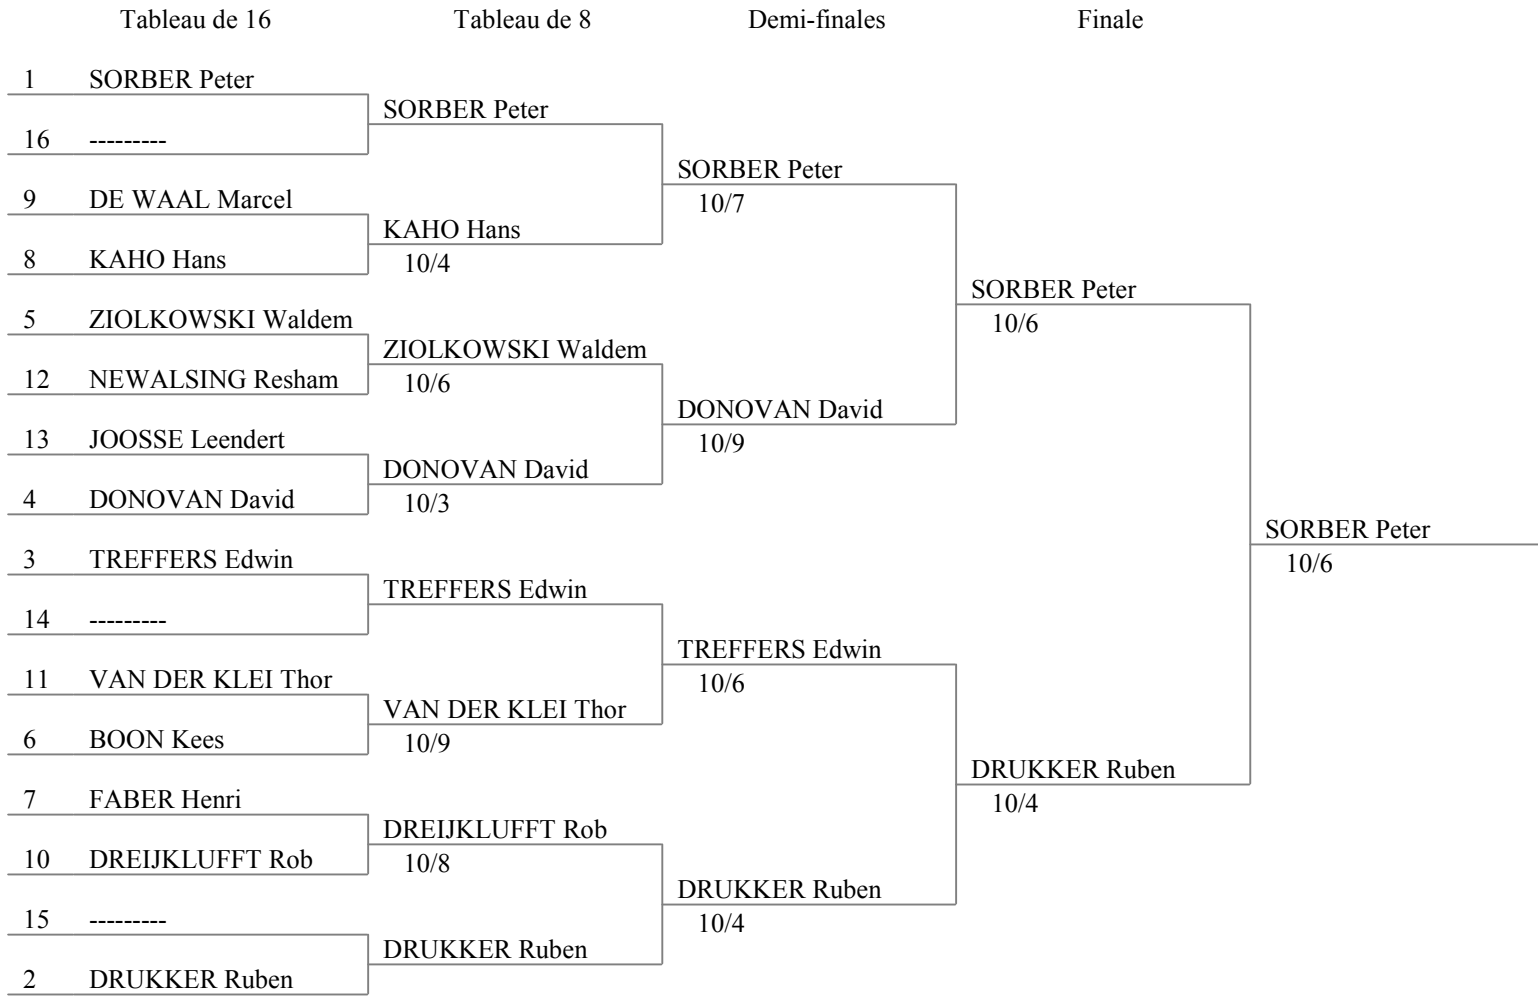 Tableau de 16 Tableau de 8 Demi-finales Finale
1 SORBER Peter
SORBER Peter
16 ---------
SORBER Peter
9 DE WAAL Marcel
10/7
KAHO Hans
8 KAHO Hans
10/4
SORBER Peter
5 ZIOLKOWSKI Waldem
10/6
ZIOLKOWSKI Waldem
12 NEWALSING Resham
10/6
DONOVAN David
13 JOOSSE Leendert
10/9
DONOVAN David
4 DONOVAN David
10/3
SORBER Peter
3 TREFFERS Edwin
10/6
TREFFERS Edwin
14 ---------
TREFFERS Edwin
11 VAN DER KLEI Thor
10/6
VAN DER KLEI Thor
6 BOON Kees
10/9
DRUKKER Ruben
7 FABER Henri
10/4
DREIJKLUFFT Rob
10 DREIJKLUFFT Rob
10/8
DRUKKER Ruben
15 ---------
10/4
DRUKKER Ruben
2 DRUKKER Ruben